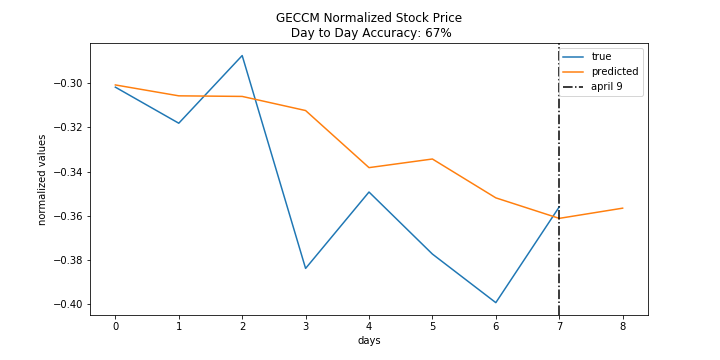 GECCM Normalized Stock Price
Day to Day Accuracy: 67%
true
predicted
april 9
normalized values
−0.30
−0.32
−0.34
−0.36
−0.38
−0.40
0 1 2 3 4 5 6 7 8
days